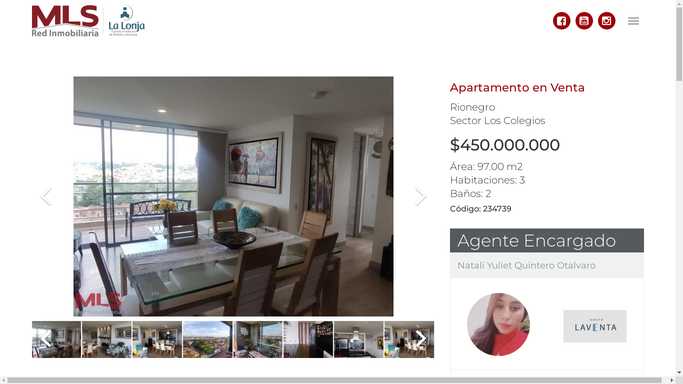 MLS
Red Inmobiliaria
La Lonja
Apartamento en Venta
Rionegro
Sector Los Colegios
$450.000.000
Área: 97.00 m2
Habitaciones: 3
Baños: 2
Código: 234739
MLS
Agente Encargado
Natali Yuliet Quintero Otalvaro
LAVENTA